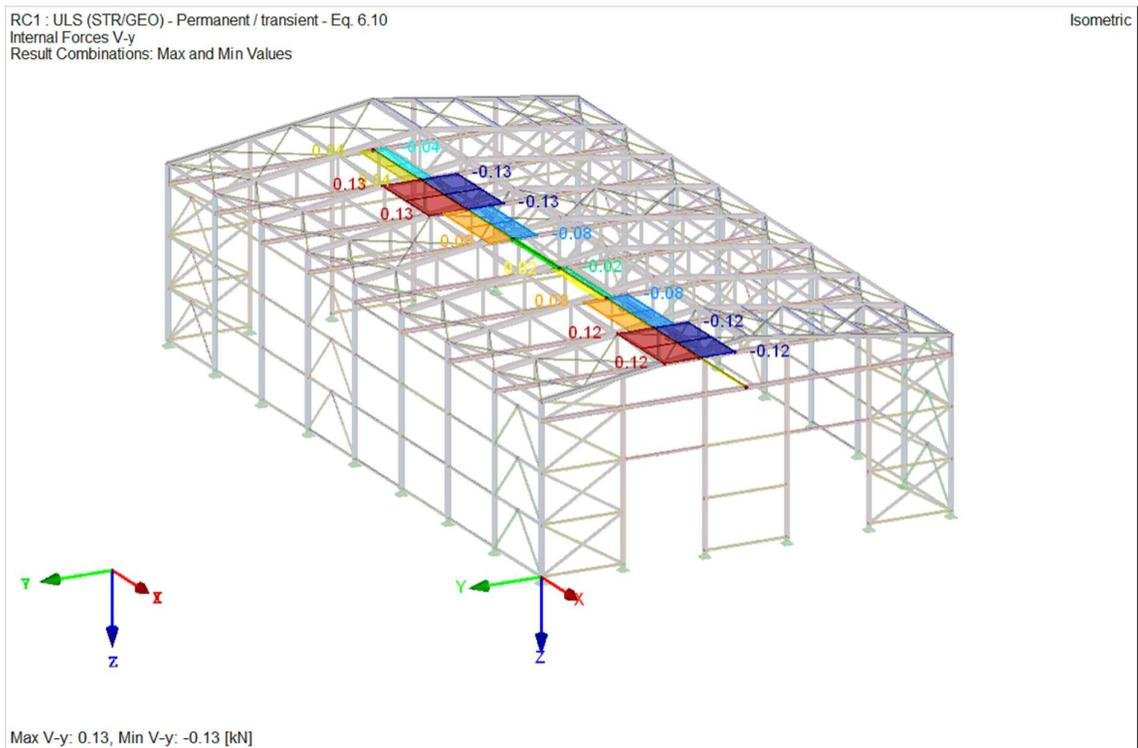 RC1 : ULS (STR/GEO) - Permanent / transient - Eq. 6.10
Isometric
Internal Forces V-y
Result Combinations: Max and Min Values
0.04
0.04
0.04
-0.13
0.13
-0.13
0.13
-0.08
-0.02
0.02
-0.08
-0.12
0.12
-0.12
0.12
Y
X
Z
Y
X
Z
Max V-y: 0.13, Min V-y: -0.13 [kN]